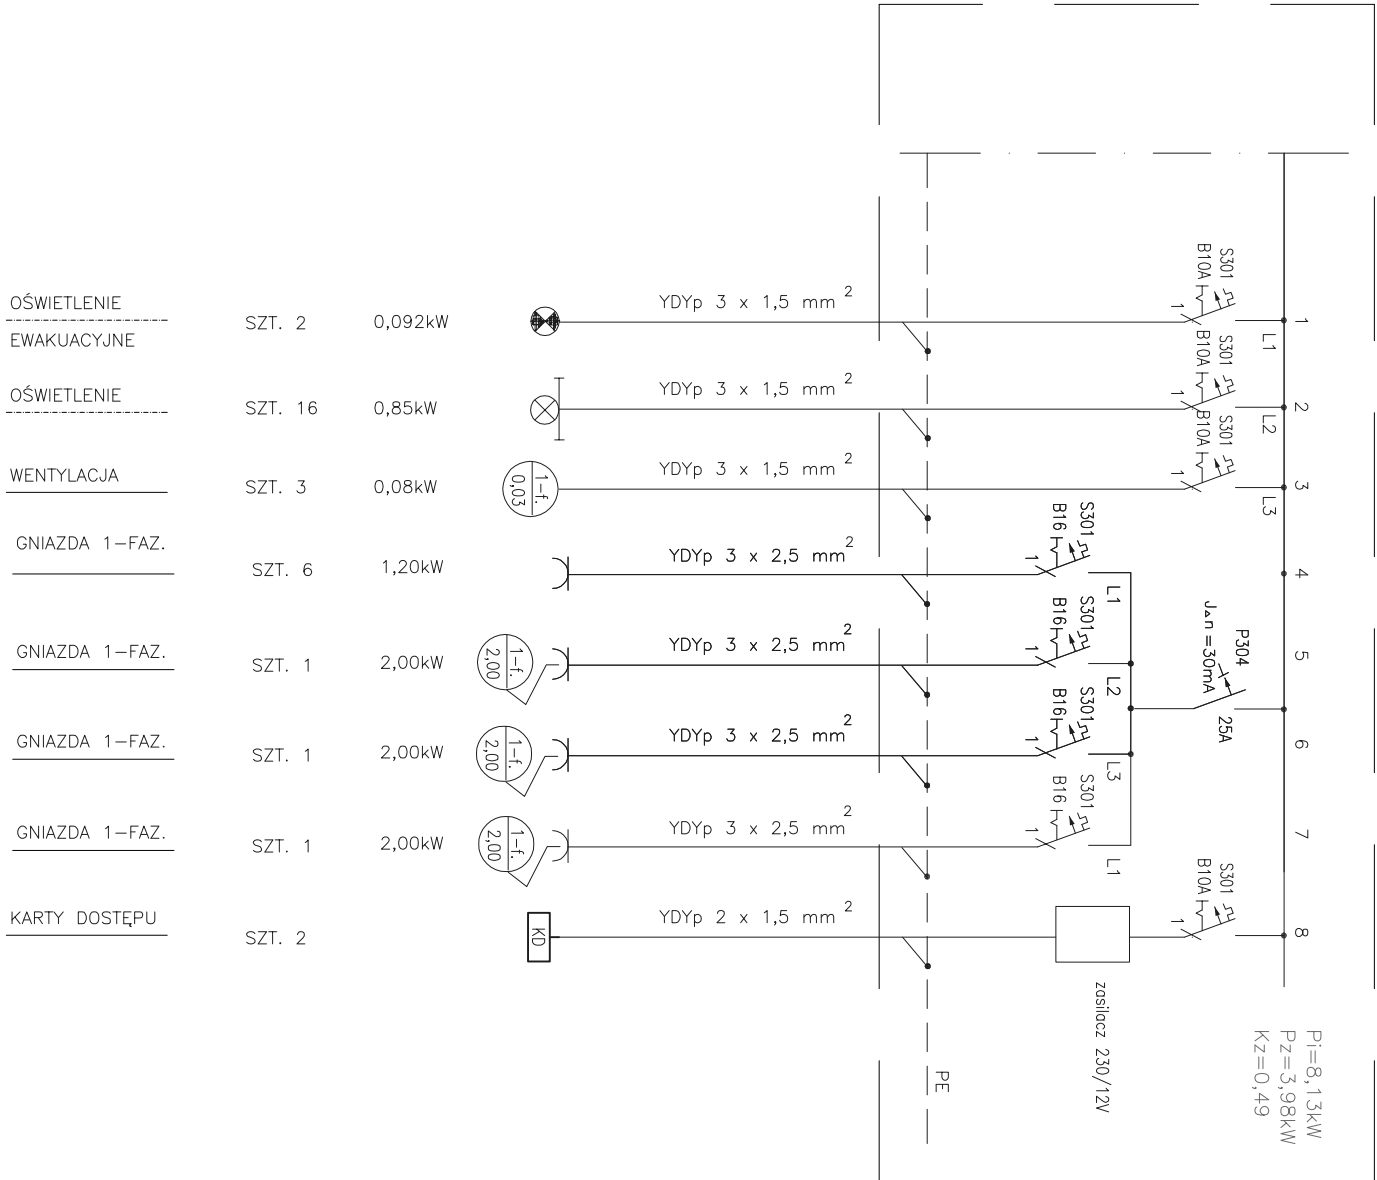 OŚWIETLENIE
EWAKUACYJNE
SZT. 2
0,092kW
YDYp 3 x 1,5 mm 2
S301
B10A
1
L1
1
OŚWIETLENIE
SZT. 16
0,85kW
YDYp 3 x 1,5 mm 2
S301
B10A
1
L2
2
WENTYLACJA
SZT. 3
0,08kW
1-f.
0,03
YDYp 3 x 1,5 mm 2
S301
B10A
1
L3
3
GNIAZDA 1-FAZ.
SZT. 6
1,20kW
YDYp 3 x 2,5 mm2
S301
B16
1
L1
4
GNIAZDA 1-FAZ.
SZT. 1
2,00kW
1-f.
2,00
YDYp 3 x 2,5 mm2
S301
B16
1
L2
5
P304
JΔn=30mA
25A
GNIAZDA 1-FAZ.
SZT. 1
2,00kW
1-f.
2,00
YDYp 3 x 2,5 mm2
S301
B16
1
L3
6
GNIAZDA 1-FAZ.
SZT. 1
2,00kW
1-f.
2,00
YDYp 3 x 2,5 mm2
S301
B16
1
L1
7
KARTY DOSTĘPU
SZT. 2
KD
YDYp 2 x 1,5 mm 2
S301
B10A
1
8
zasilacz 230/12V
PE
Pi=8,13kW
Pz=3,98kW
Kz=0,49